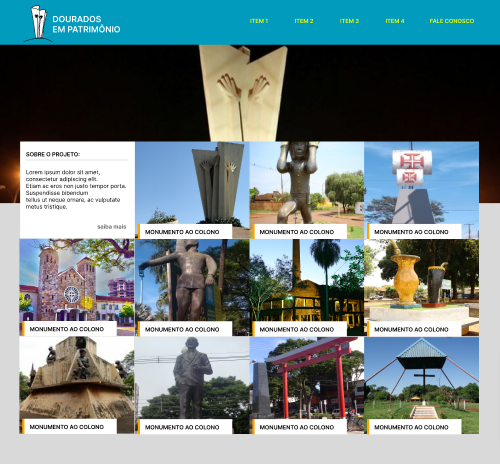 DOURADOS
EM PATRIMÔNIO
ITEM 1
ITEM 2
ITEM 3
ITEM 4
FALE CONOSCO
SOBRE O PROJETO:
Lorem ipsum dolor sit amet,
consectetur adipiscing elit.
Etiam ac eros non justo tempor porta.
Suspendisse bibendum
tellus ut neque ornare, ac vulputate
metus tristique.
saiba mais
MONUMENTO AO COLONO
MONUMENTO AO COLONO
MONUMENTO AO COLONO
MONUMENTO AO COLONO
MONUMENTO AO COLONO
MONUMENTO AO COLONO
MONUMENTO AO COLONO
MONUMENTO AO COLONO
MONUMENTO AO COLONO
MONUMENTO AO COLONO
MONUMENTO AO COLONO